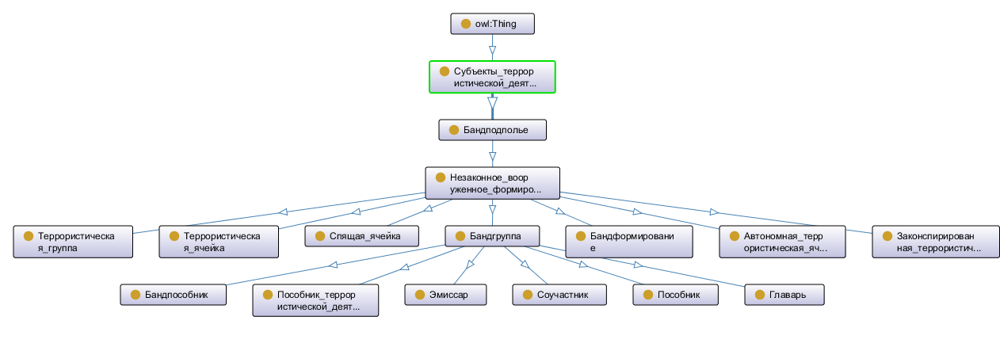 owl:Thing
Субъекты_террор
истической_деят...
Бандподполье
Незаконное_воор
уженное_формиро...
Террористическа
я_группа
Террористическа
я_ячейка
Спящая_ячейка
Бандгруппа
Бандформировани
е
Автономная_терр
ористическая_яч...
Законспирирован
ная_террористич...
Бандпособник
Пособник_террор
истической_деят...
Эмиссар
Соучастник
Пособник
Главарь